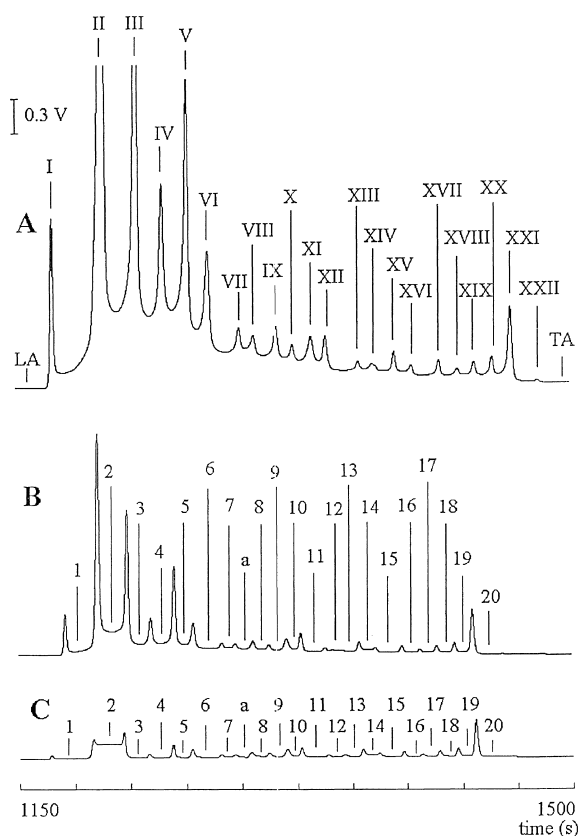 II III V
0.3 V
I IV
XVII XX
X XIII
A VI VIII XIV XVIII XXI
VII IX XI XII XV XVI XIX XXII
LA TA
B 2 6 9 13 17
3 5 7 8 10 12 14 16 18
1 4 a 11 15 19
20
C 2 4 6 a 9 11 13 15 17 19
1 3 5 7 8 10 12 14 16 18 20
1150 1500
time (s)